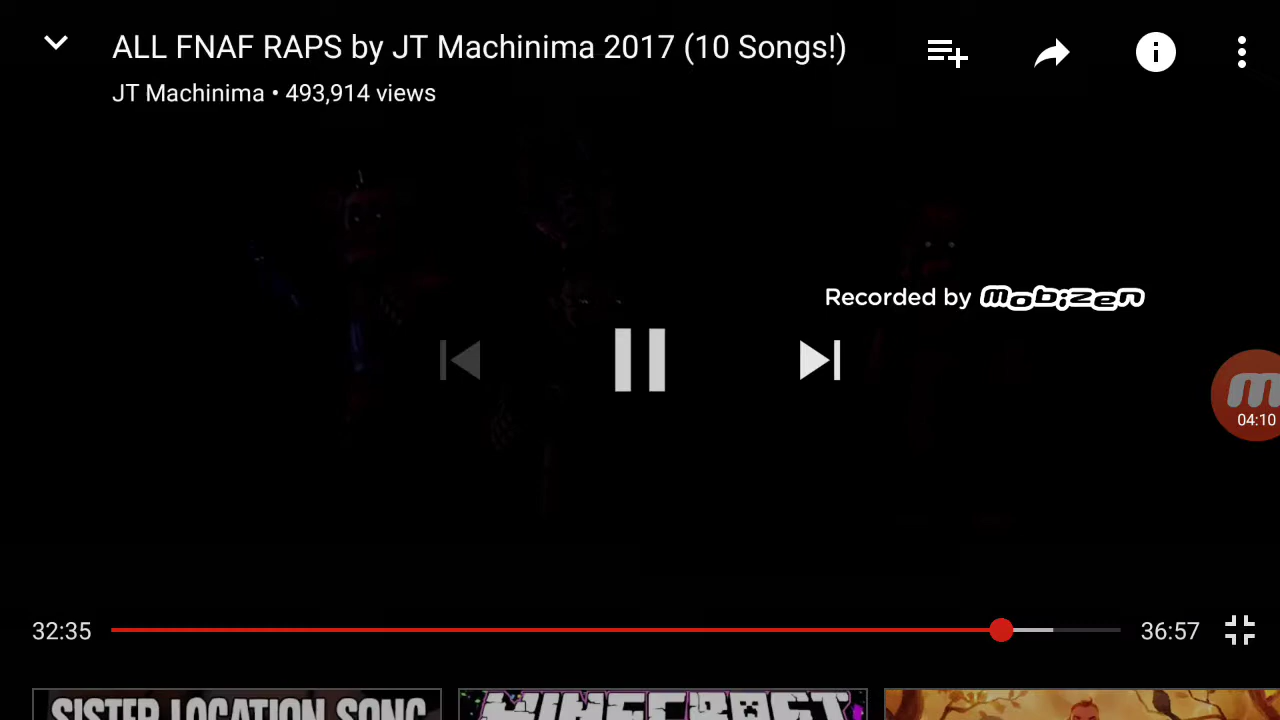 ALL FNAF RAPS by JT Machinima 2017 (10 Songs!)
JT Machinima • 493,914 views
Recorded by mobizen
m
04:10
32:35
36:57
SISTER LOCATION SONG
MINECRAFT